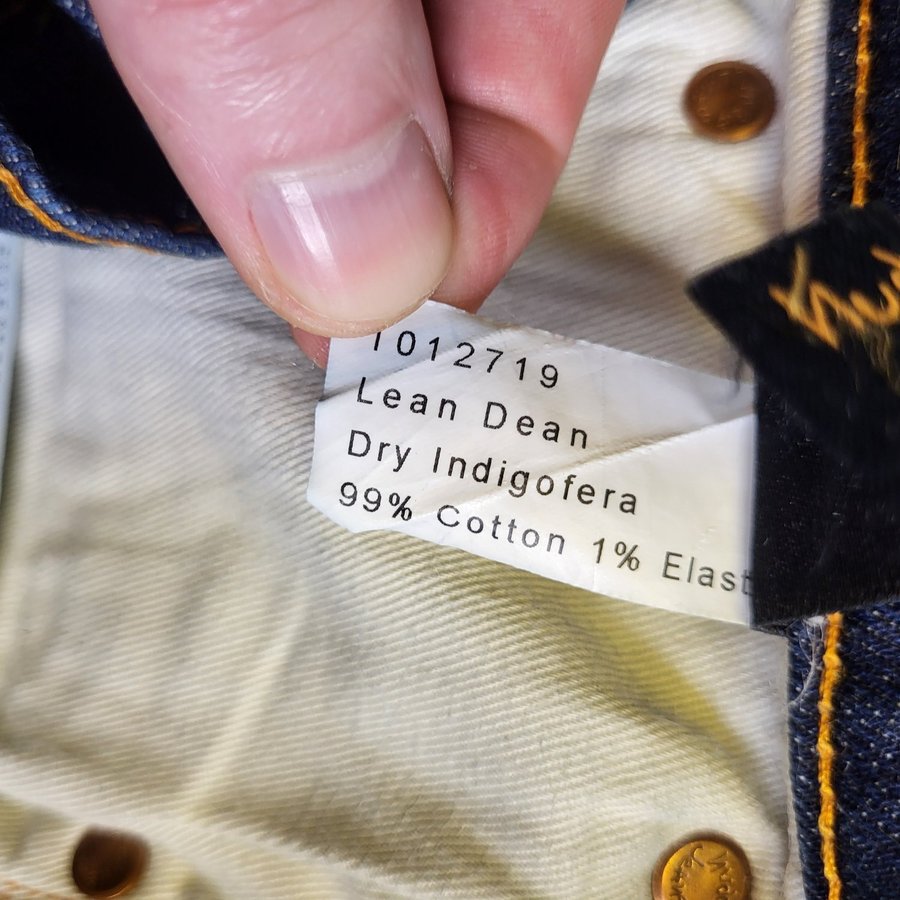 1012719
Lean Dean
Dry Indigofera
99% Cotton 1% Elast